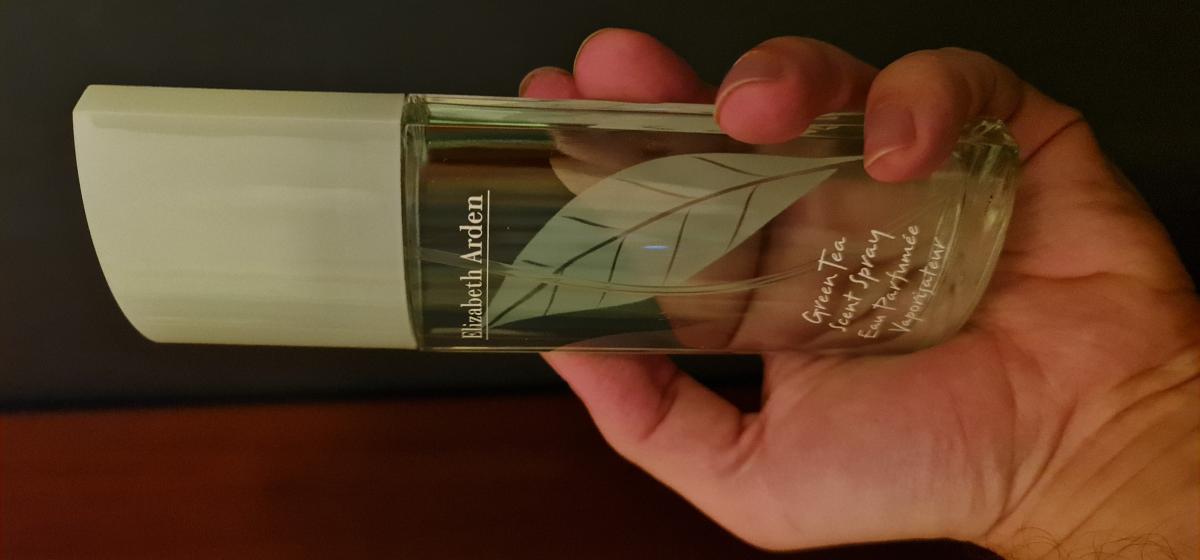 Elizabeth Arden
Green Tea
Scent Spray
Eau Parfumée
Vaporisateur